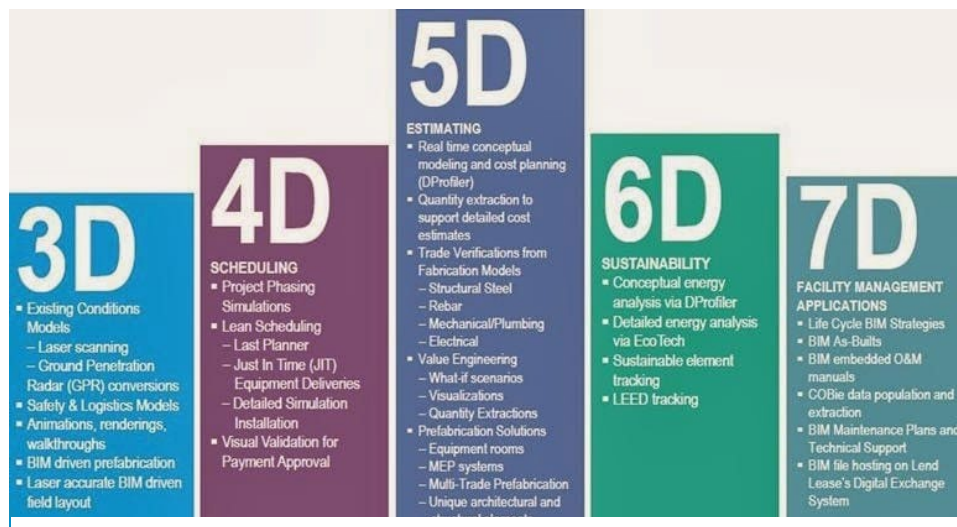 3D
▪ Existing Conditions
Models
– Laser scanning
– Ground Penetration
Radar (GPR) conversions
▪ Safety & Logistics Models
▪ Animations, renderings,
walkthroughs
▪ BIM driven prefabrication
▪ Laser accurate BIM driven
field layout
4D
SCHEDULING
▪ Project Phasing
Simulations
▪ Lean Scheduling
– Last Planner
– Just In Time (JIT)
Equipment Deliveries
– Detailed Simulation
Installation
▪ Visual Validation for
Payment Approval
5D
ESTIMATING
▪ Real time conceptual
modeling and cost planning
(DProfiler)
▪ Quantity extraction to
support detailed cost
estimates
▪ Trade Verifications from
Fabrication Models
– Structural Steel
– Rebar
– Mechanical/Plumbing
– Electrical
▪ Value Engineering
– What-if scenarios
– Visualizations
– Quantity Extractions
▪ Prefabrication Solutions
– Equipment rooms
– MEP systems
– Multi-Trade Prefabrication
– Unique architectural and
6D
SUSTAINABILITY
▪ Conceptual energy
analysis via DProfiler
▪ Detailed energy analysis
via EcoTech
▪ Sustainable element
tracking
▪ LEED tracking
7D
FACILITY MANAGEMENT
APPLICATIONS
▪ Life Cycle BIM Strategies
▪ BIM As-Builts
▪ BIM embedded O&M
manuals
▪ COBie data population and
extraction
▪ BIM Maintenance Plans and
Technical Support
▪ BIM file hosting on Lend
Lease's Digital Exchange
System